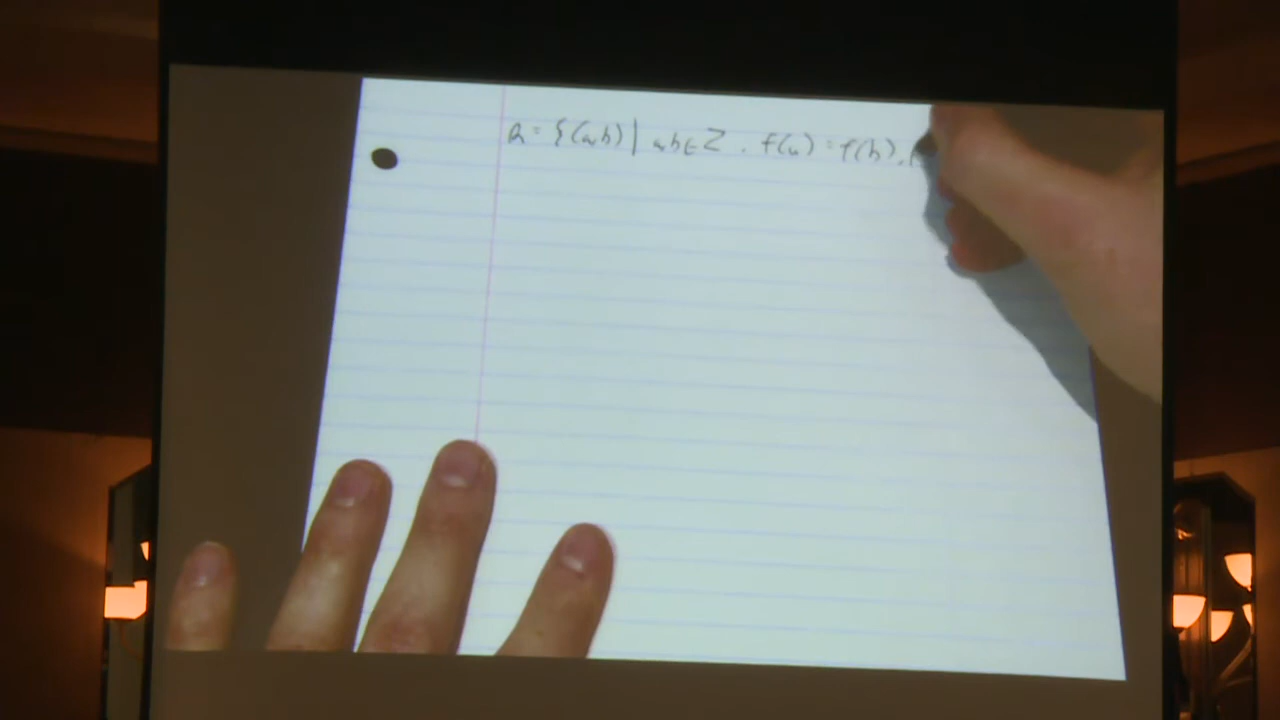 R = {(a,b) | a,b ∈ Z, f(a) = f(b),